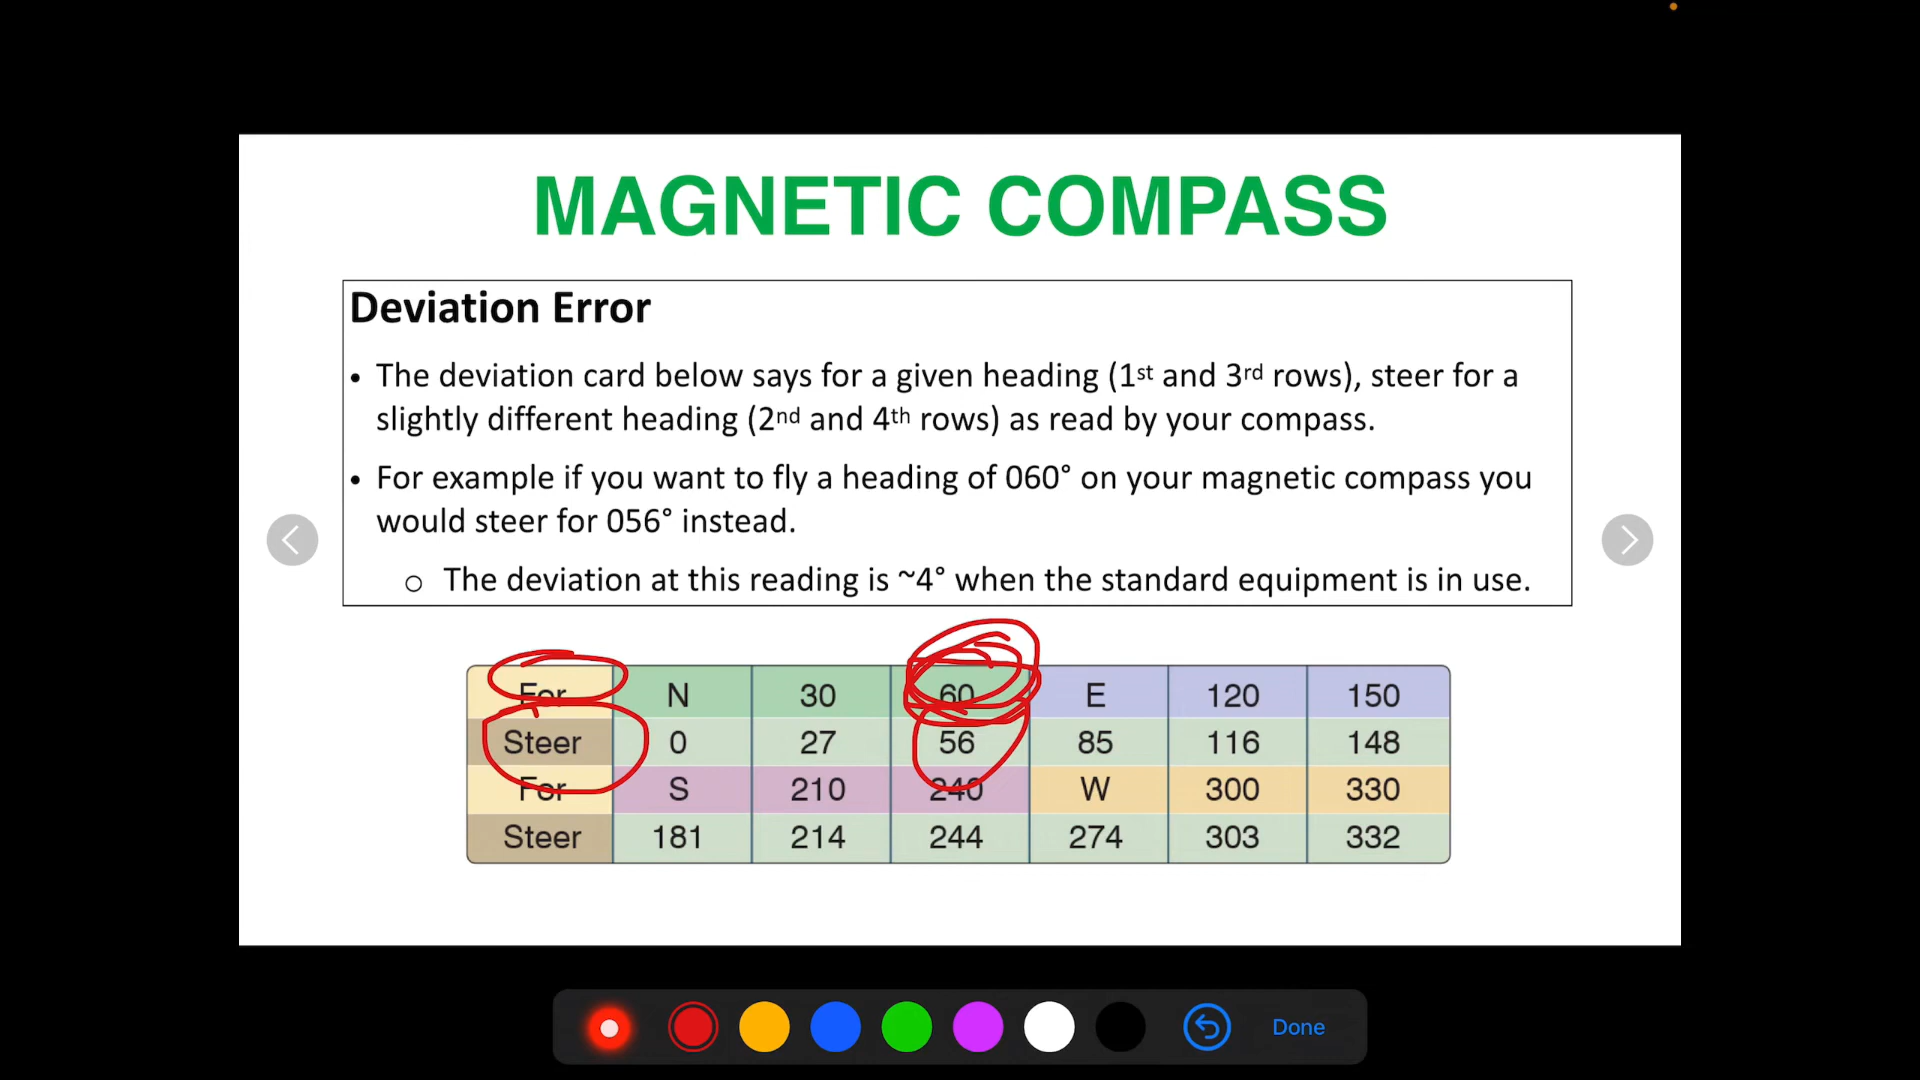 MAGNETIC COMPASS
Deviation Error
• The deviation card below says for a given heading (1st and 3rd rows), steer for a
slightly different heading (2nd and 4th rows) as read by your compass.
• For example if you want to fly a heading of 060° on your magnetic compass you
would steer for 056° instead.
o The deviation at this reading is ~4° when the standard equipment is in use.
For N 30 60 E 120 150
Steer 0 27 56 85 116 148
For S 210 240 W 300 330
Steer 181 214 244 274 303 332
Done